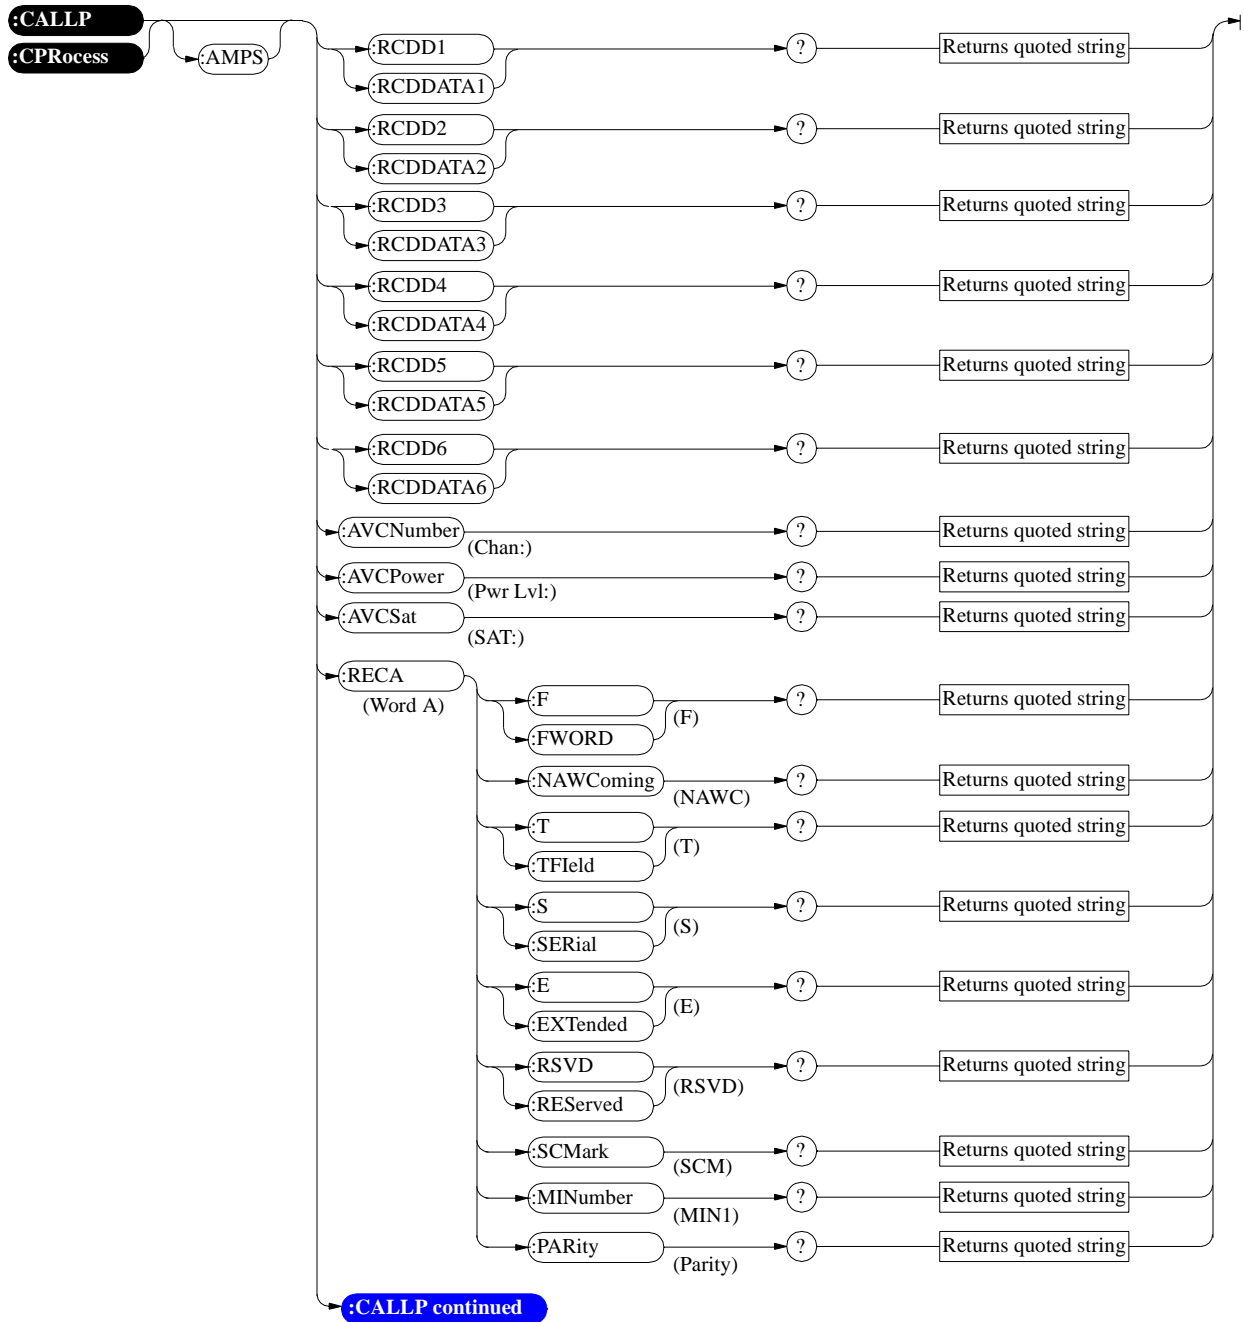 :CALLP
:CPRocess
:AMPS
:RCDD1 ? Returns quoted string
:RCDDATA1
:RCDD2 ? Returns quoted string
:RCDDATA2
:RCDD3 ? Returns quoted string
:RCDDATA3
:RCDD4 ? Returns quoted string
:RCDDATA4
:RCDD5 ? Returns quoted string
:RCDDATA5
:RCDD6 ? Returns quoted string
:RCDDATA6
:AVCNumber ? Returns quoted string
(Chan:)
:AVCPower ? Returns quoted string
(Pwr Lvl:)
:AVCSat ? Returns quoted string
(SAT:)
:RECA
(Word A)
:F ? Returns quoted string
(F)
:FWORD
:NAWComing ? Returns quoted string
(NAWC)
:T ? Returns quoted string
(T)
:TFIeld
:S ? Returns quoted string
(S)
:SERial
:E ? Returns quoted string
(E)
:EXTended
:RSVD ? Returns quoted string
(RSVD)
:REServed
:SCMark ? Returns quoted string
(SCM)
:MINumber ? Returns quoted string
(MIN1)
:PARity ? Returns quoted string
(Parity)
:CALLP continued